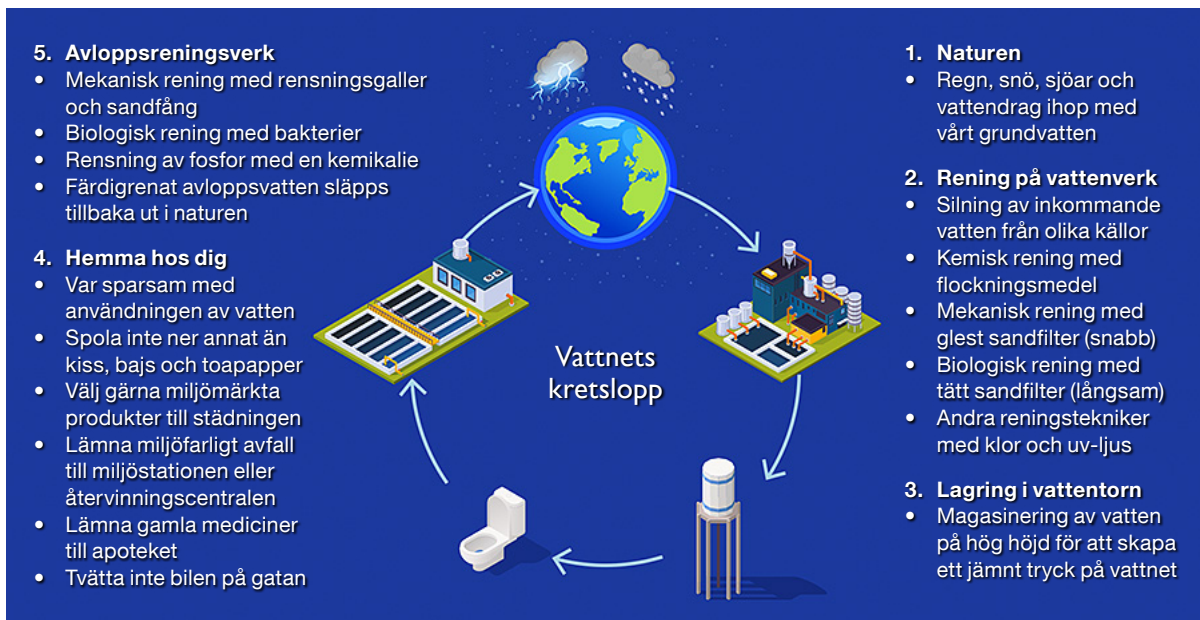 5. Avloppsreningsverk
• Mekanisk rening med rensningsgaller
och sandfång
• Biologisk rening med bakterier
• Rensning av fosfor med en kemikalie
• Färdigrenat avloppsvatten släpps
tillbaka ut i naturen
4. Hemma hos dig
• Var sparsam med
användningen av vatten
• Spola inte ner annat än
kiss, bajs och toapapper
• Välj gärna miljömärkta
produkter till städningen
• Lämna miljöfarligt avfall
till miljöstationen eller
återvinningscentralen
• Lämna gamla mediciner
till apoteket
• Tvätta inte bilen på gatan
Vattnets
kretslopp
1. Naturen
• Regn, snö, sjöar och
vattendrag ihop med
vårt grundvatten
2. Rening på vattenverk
• Silning av inkommande
vatten från olika källor
• Kemisk rening med
flockningsmedel
• Mekanisk rening med
glest sandfilter (snabb)
• Biologisk rening med
tätt sandfilter (långsam)
• Andra reningstekniker
med klor och uv-ljus
3. Lagring i vattentorn
• Magasinering av vatten
på hög höjd för att skapa
ett jämnt tryck på vattnet